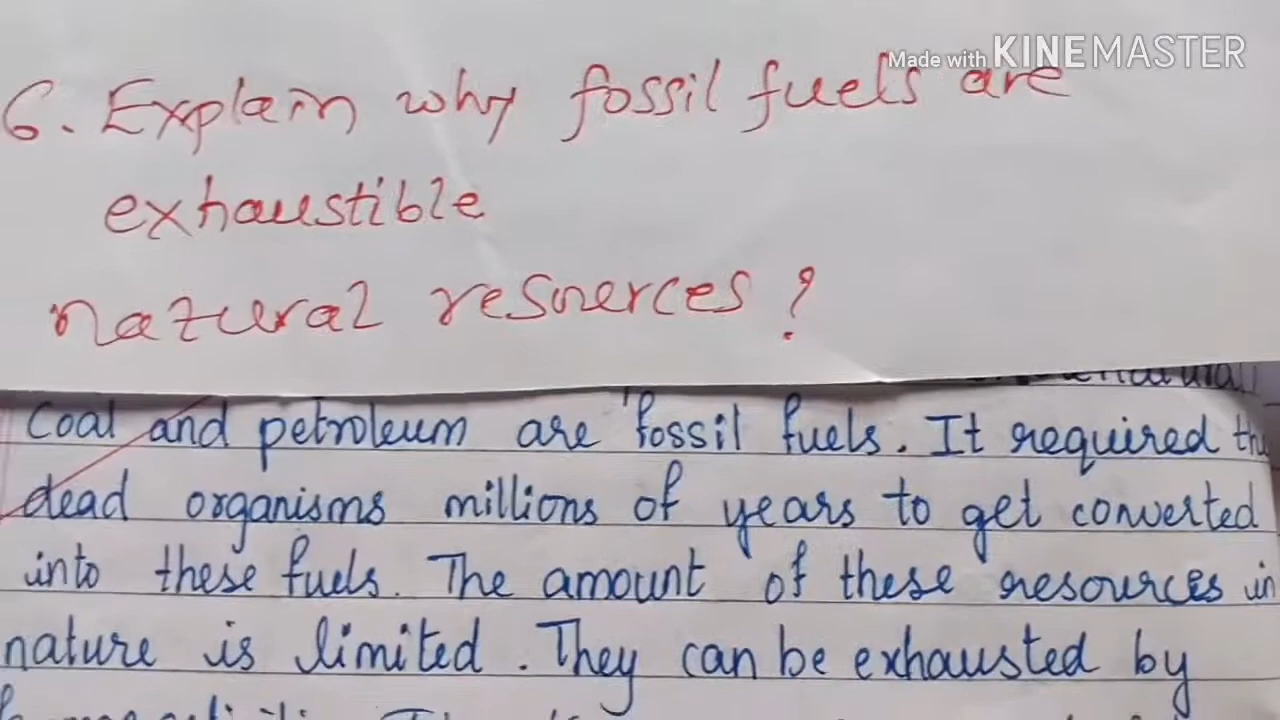 Made with KINEMASTER
6. Explain why fossil fuels are
exhaustible
natural resources?
Coal and petroleum are fossil fuels. It required the
dead organisms millions of years to get converted
into these fuels. The amount of these resources in
nature is limited. They can be exhausted by